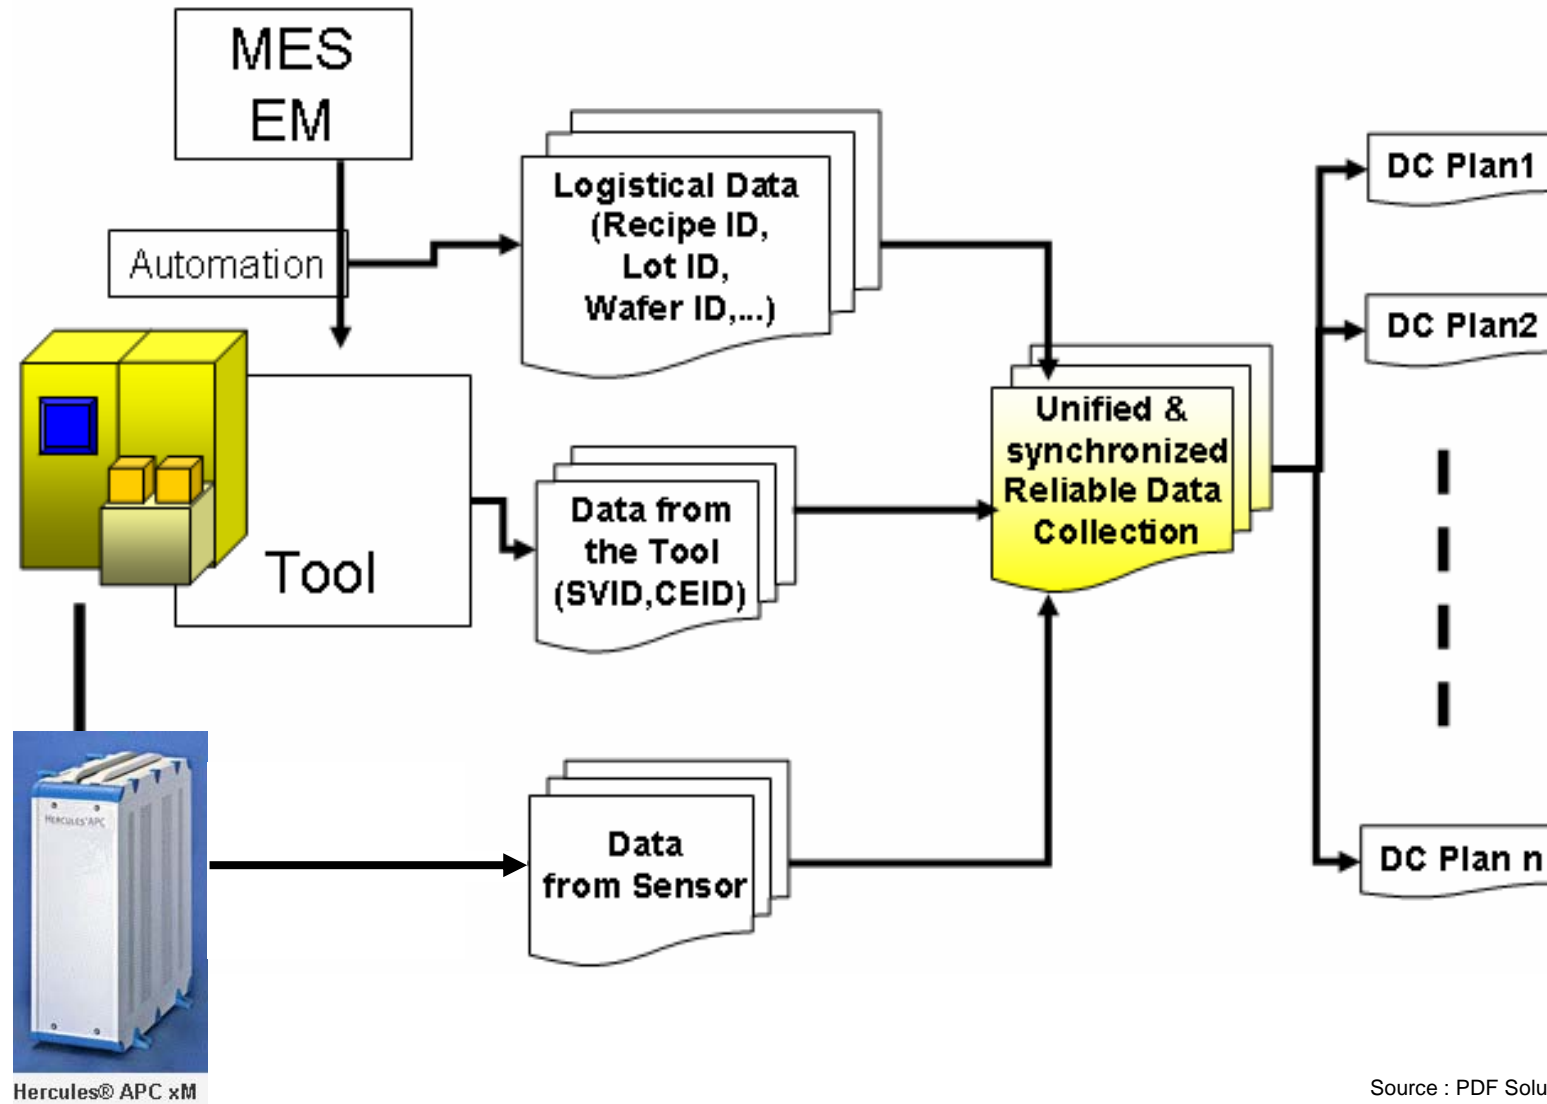 MES
EM
Automation
Tool
Logistical Data
(Recipe ID,
Lot ID,
Wafer ID,...)
Data from
the Tool
(SVID,CEID)
Data
from Sensor
Unified &
synchronized
Reliable Data
Collection
DC Plan1
DC Plan2
DC Plan n
HERCULES®APC
Hercules® APC xM
Source : PDF Solu